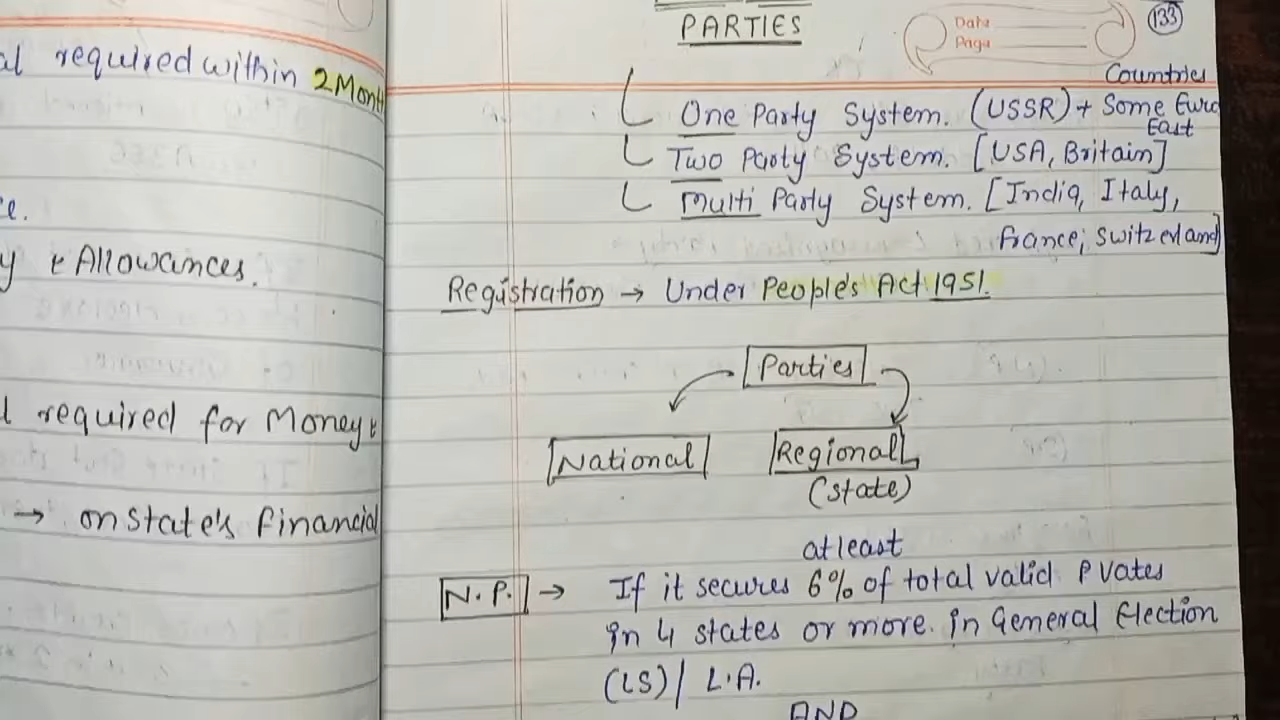 al required within 2 Month
e.
y & Allowances.
l required for Money &
→ on state's financial
PARTIES
Date
Page
133
One Party System. (USSR) + Some Euro
East
Countries
Two Party System. [USA, Britain]
Multi Party System. [India, Italy,
france, Switzerland]
Registration → Under People's Act 1951.
Parties
National
Regional
(state)
N.P. → If it secures atleast 6% of total valid P Vates
in 4 states or more. in General Election
(LS) / L.A.
AND